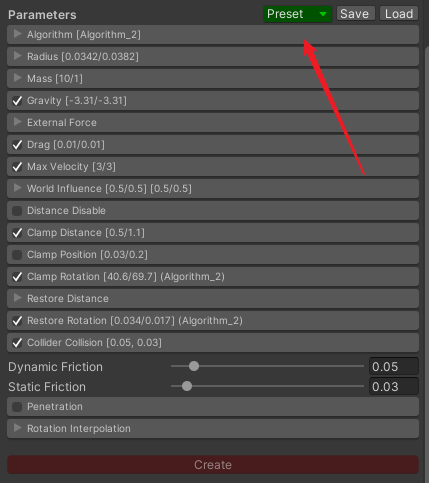 Parameters Preset Save Load
Algorithm [Algorithm_2]
Radius [0.0342/0.0382]
Mass [10/1]
Gravity [-3.31/-3.31]
External Force
Drag [0.01/0.01]
Max Velocity [3/3]
World Influence [0.5/0.5] [0.5/0.5]
Distance Disable
Clamp Distance [0.5/1.1]
Clamp Position [0.03/0.2]
Clamp Rotation [40.6/69.7] (Algorithm_2)
Restore Distance
Restore Rotation [0.034/0.017] (Algorithm_2)
Collider Collision [0.05, 0.03]
Dynamic Friction 0.05
Static Friction 0.03
Penetration
Rotation Interpolation
Create